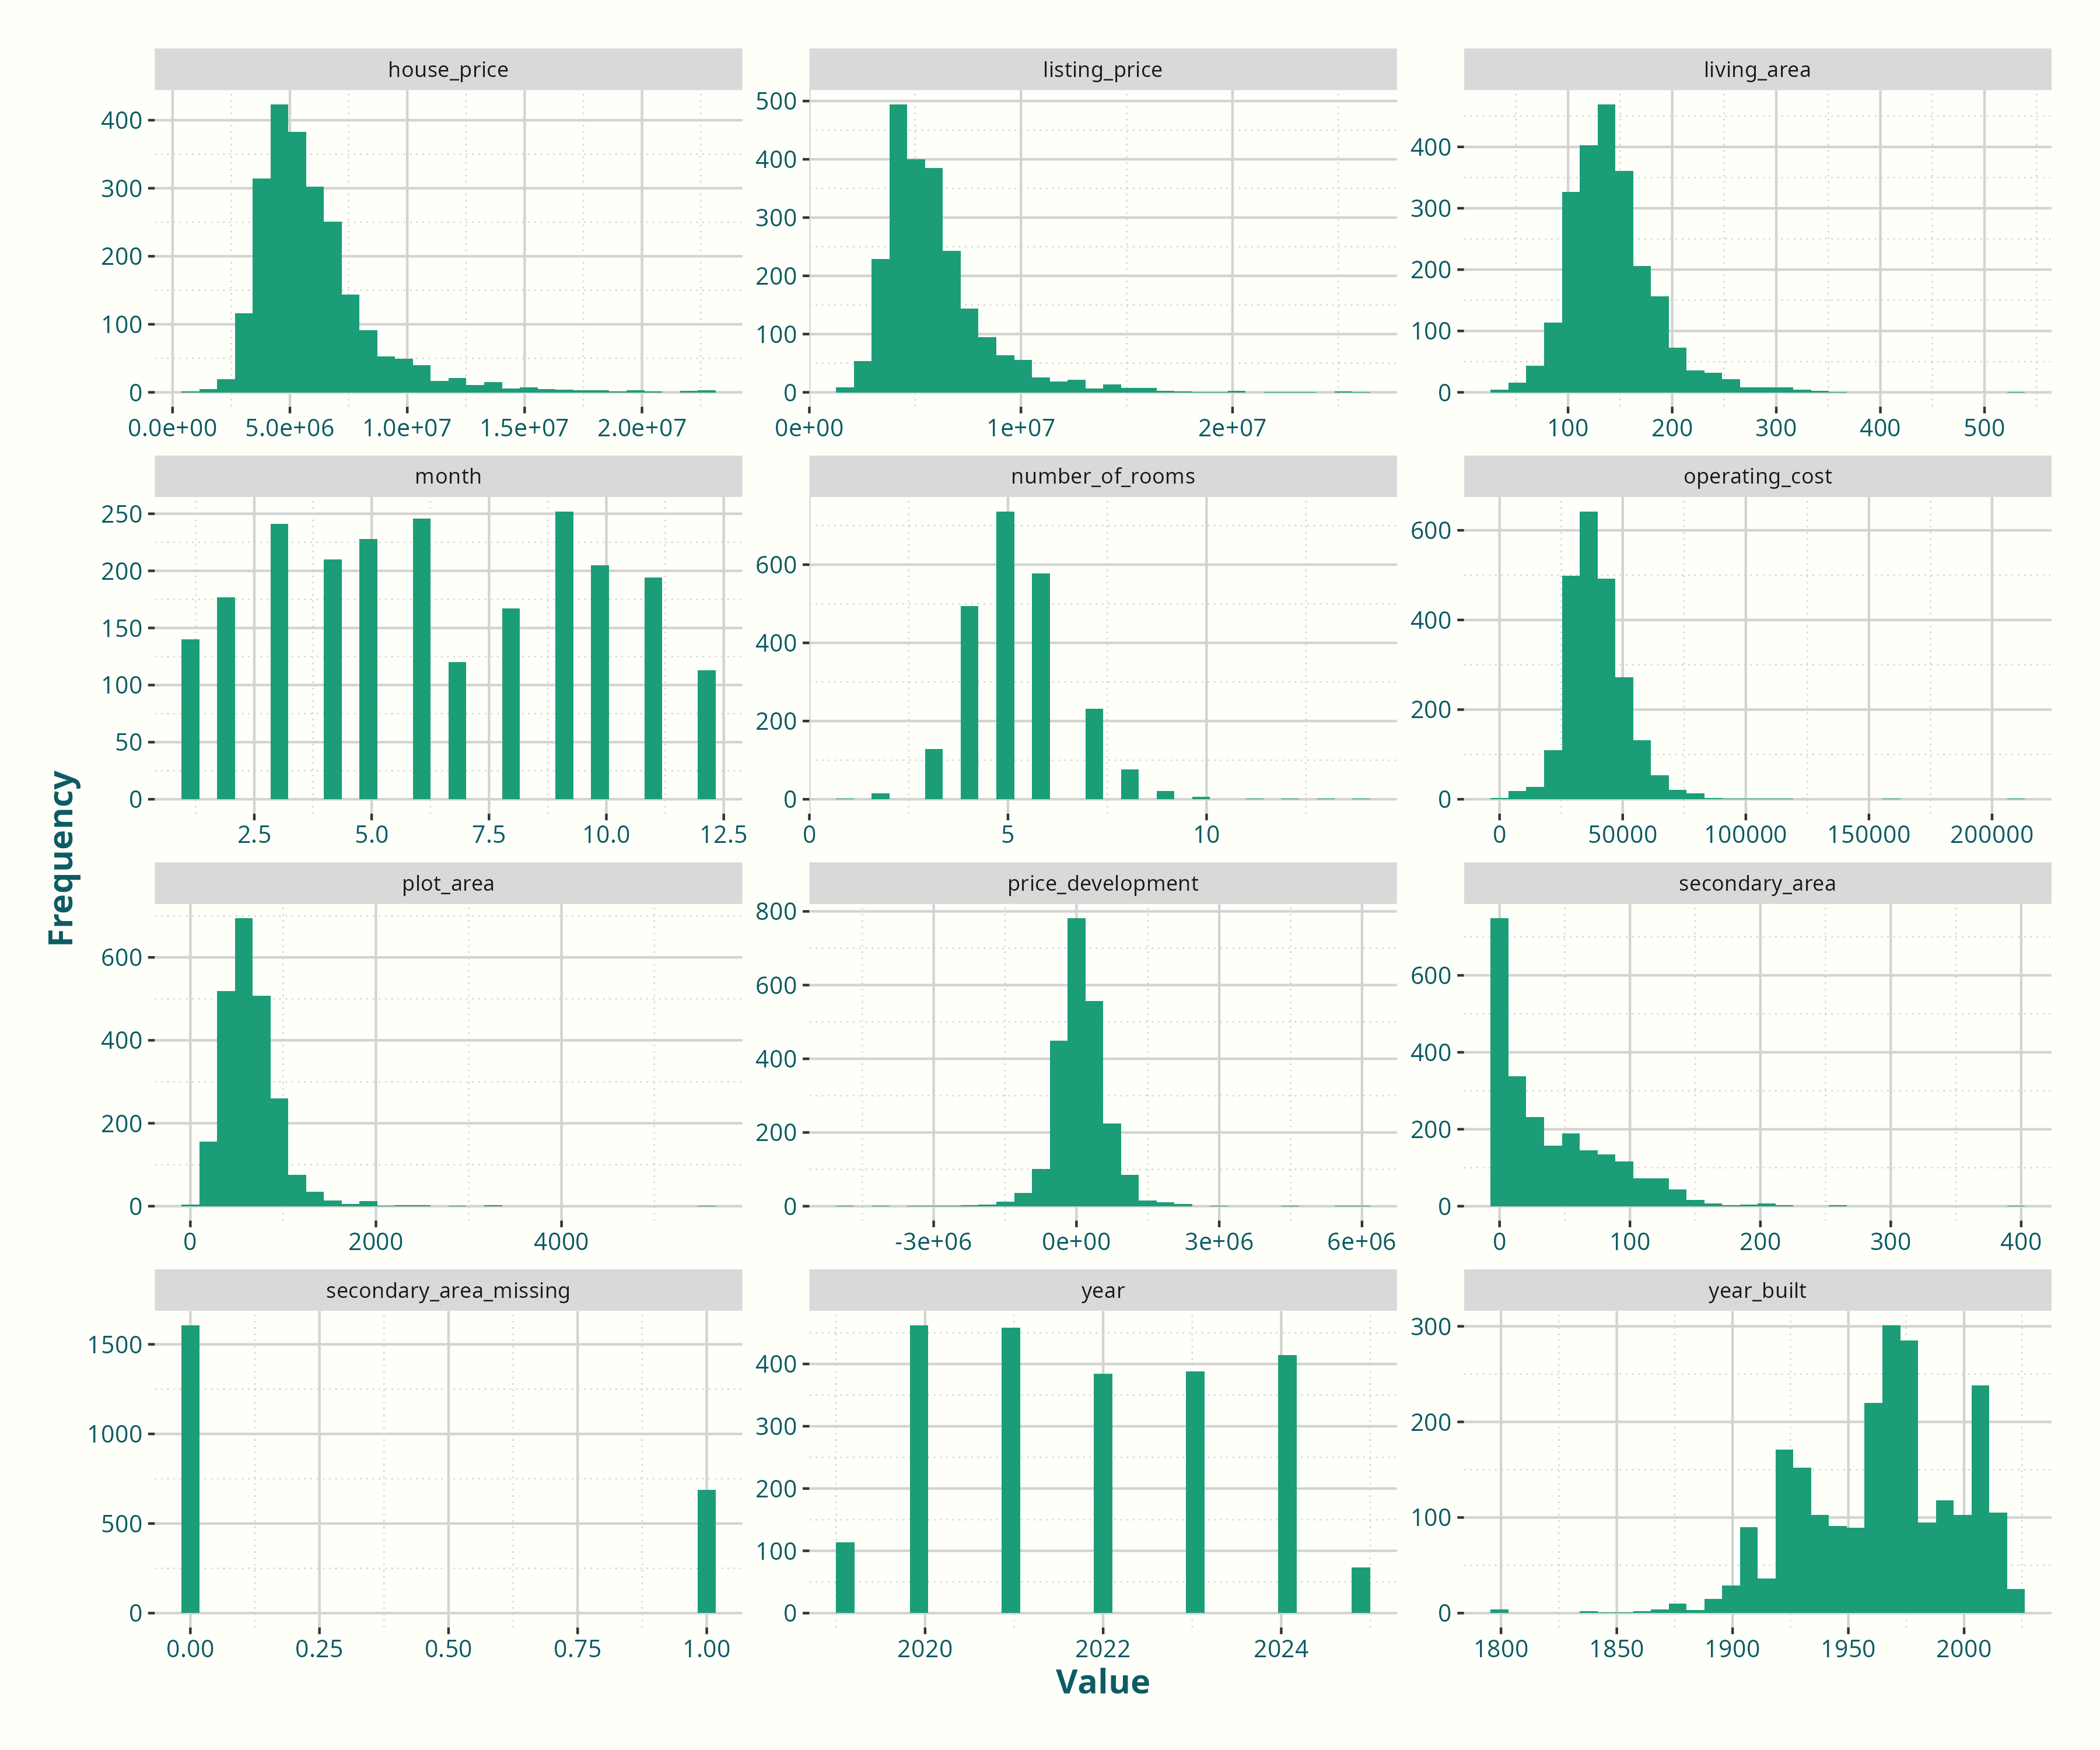 house_price
listing_price
living_area
400
300
200
100
0
0.0e+00 5.0e+06 1.0e+07 1.5e+07 2.0e+07
500
400
300
200
100
0
0e+00 1e+07 2e+07
400
300
200
100
0
100 200 300 400 500
month
number_of_rooms
operating_cost
250
200
150
100
50
0
2.5 5.0 7.5 10.0 12.5
600
400
200
0
0 5 10
600
400
200
0
0 50000 100000 150000 200000
Frequency
plot_area
price_development
secondary_area
600
400
200
0
0 2000 4000
800
600
400
200
0
-3e+06 0e+00 3e+06 6e+06
600
400
200
0
0 100 200 300 400
secondary_area_missing
year
year_built
1500
1000
500
0
0.00 0.25 0.50 0.75 1.00
400
300
200
100
0
2020 2022 2024
300
200
100
0
1800 1850 1900 1950 2000
Value